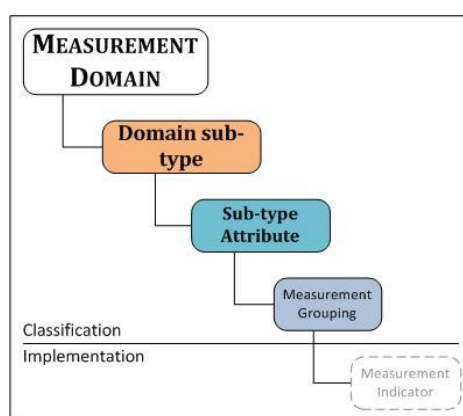 MEASUREMENT
DOMAIN
Domain sub-
type
Sub-type
Attribute
Measurement
Grouping
Classification
Implementation
Measurement
Indicator